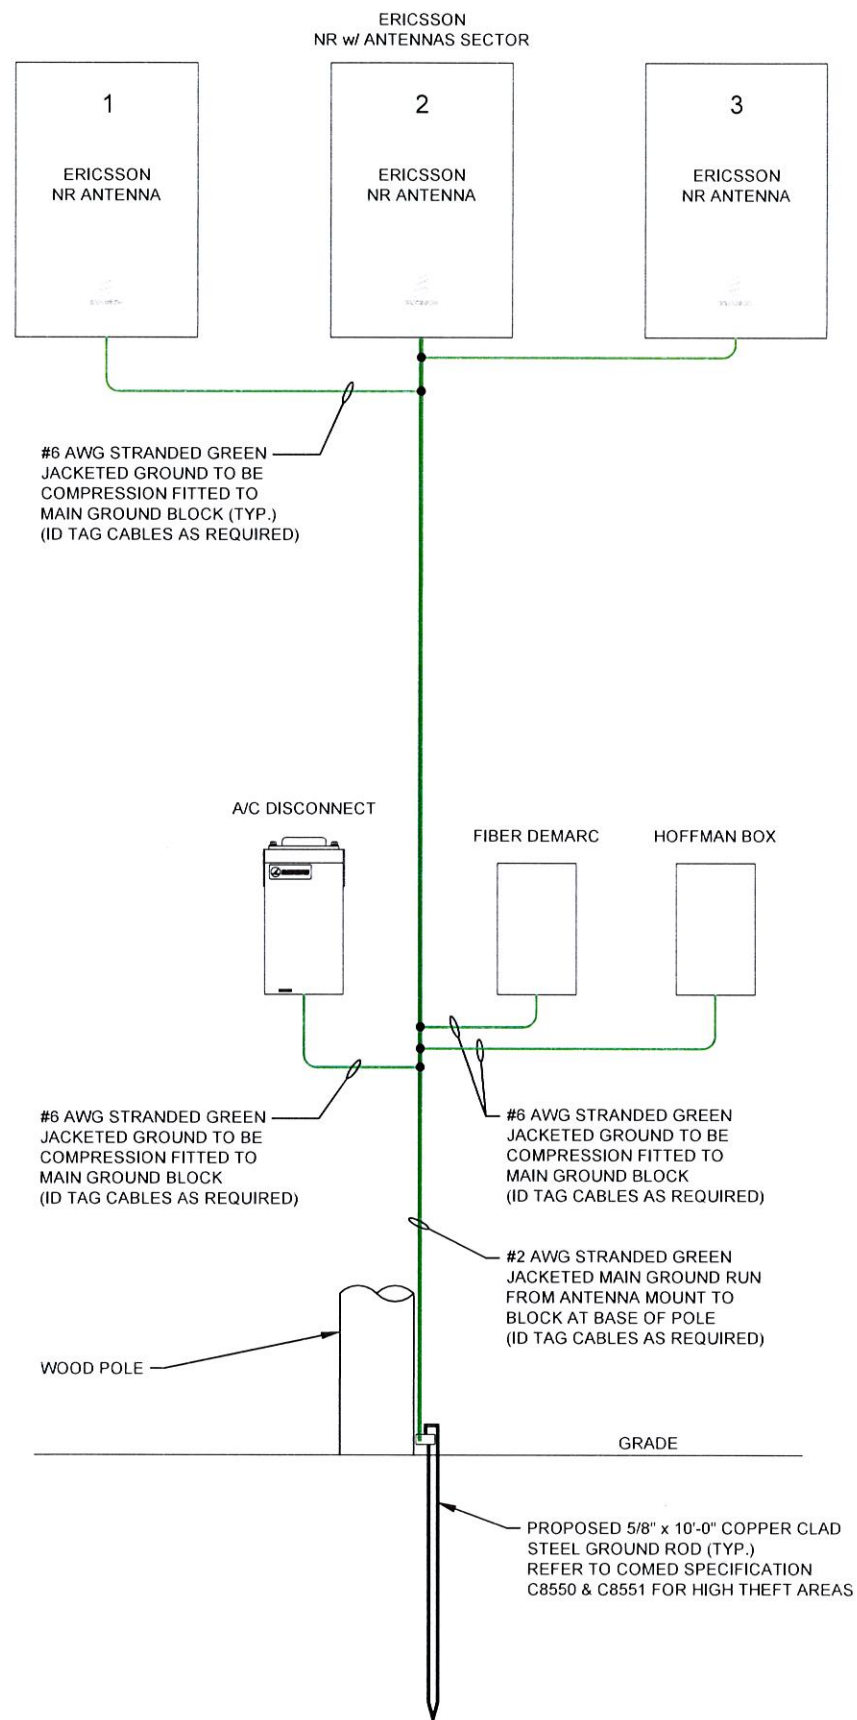 ERICSSON
NR w/ ANTENNAS SECTOR
1
ERICSSON
NR ANTENNA
2
ERICSSON
NR ANTENNA
3
ERICSSON
NR ANTENNA
#6 AWG STRANDED GREEN
JACKETED GROUND TO BE
COMPRESSION FITTED TO
MAIN GROUND BLOCK (TYP.)
(ID TAG CABLES AS REQUIRED)
A/C DISCONNECT
FIBER DEMARC
HOFFMAN BOX
#6 AWG STRANDED GREEN
JACKETED GROUND TO BE
COMPRESSION FITTED TO
MAIN GROUND BLOCK
(ID TAG CABLES AS REQUIRED)
#6 AWG STRANDED GREEN
JACKETED GROUND TO BE
COMPRESSION FITTED TO
MAIN GROUND BLOCK
(ID TAG CABLES AS REQUIRED)
#2 AWG STRANDED GREEN
JACKETED MAIN GROUND RUN
FROM ANTENNA MOUNT TO
BLOCK AT BASE OF POLE
(ID TAG CABLES AS REQUIRED)
WOOD POLE
GRADE
PROPOSED 5/8" x 10'-0" COPPER CLAD
STEEL GROUND ROD (TYP.)
REFER TO COMED SPECIFICATION
C8550 & C8551 FOR HIGH THEFT AREAS